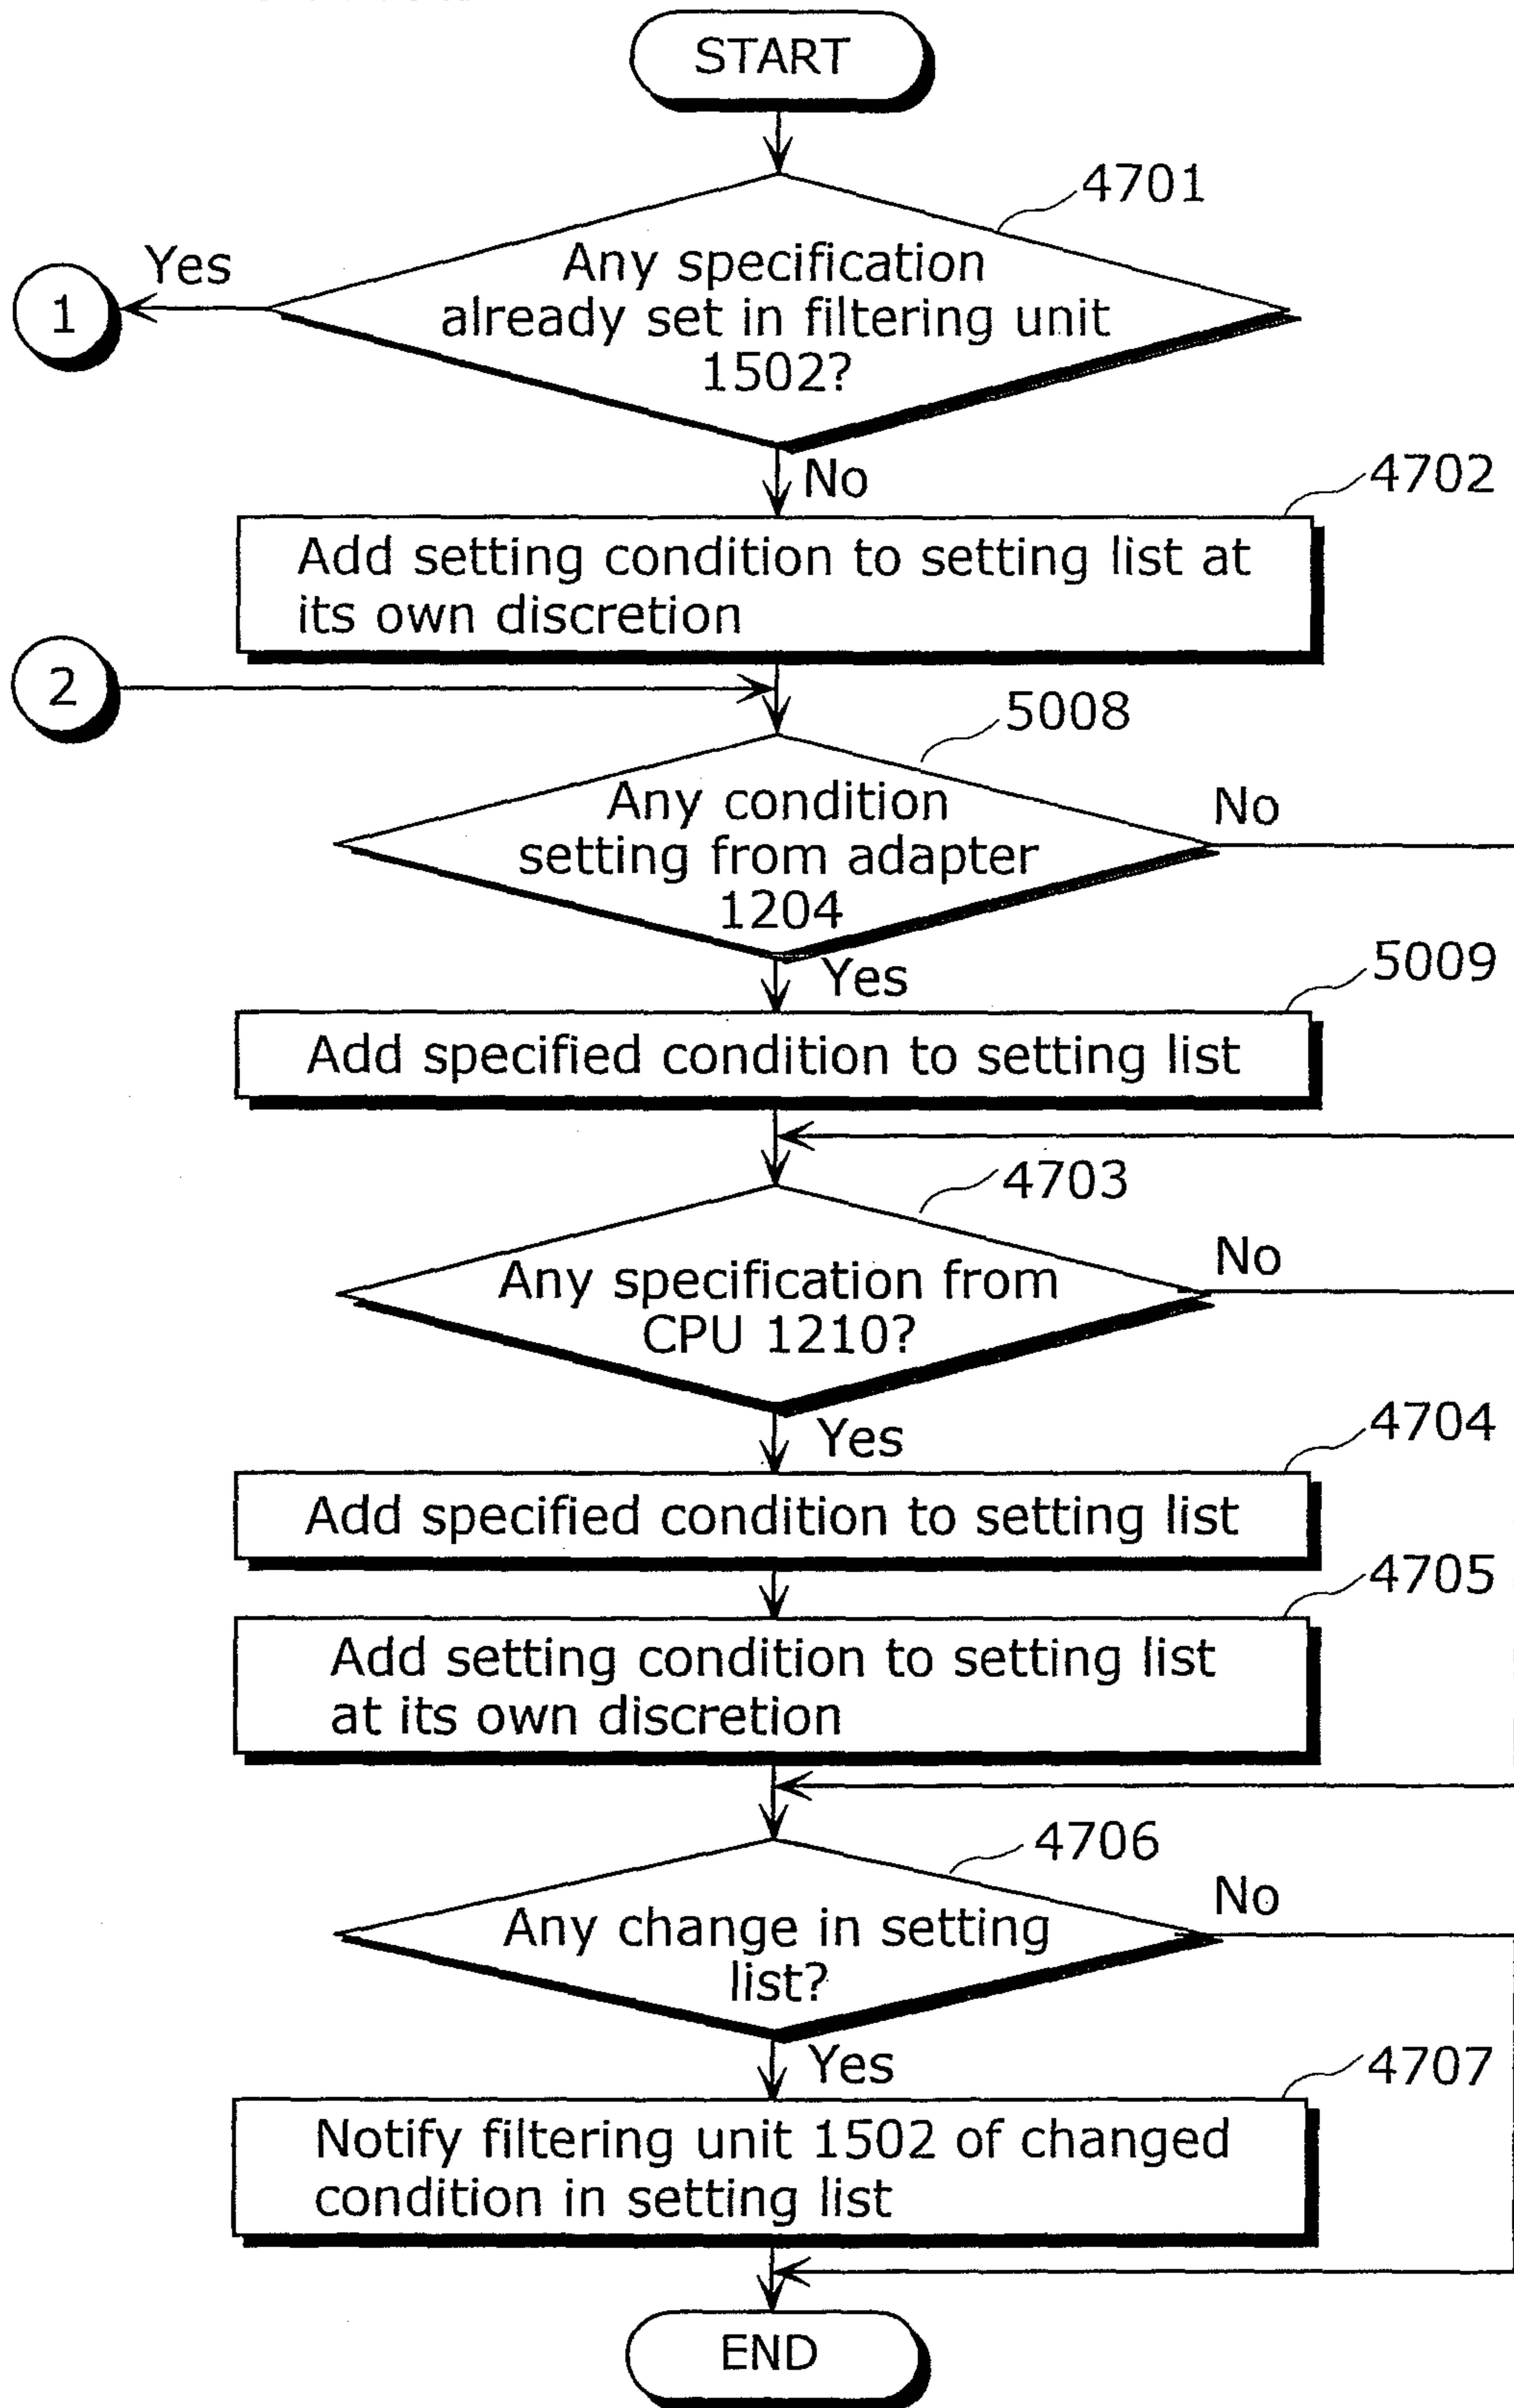 START
4701
Yes
Any specification
already set in filtering unit
1502?
1
No
4702
Add setting condition to setting list at
its own discretion
2
5008
Any condition
setting from adapter
1204
No
Yes
5009
Add specified condition to setting list
4703
Any specification from
CPU 1210?
No
Yes
4704
Add specified condition to setting list
4705
Add setting condition to setting list
at its own discretion
4706
Any change in setting
list?
No
Yes
4707
Notify filtering unit 1502 of changed
condition in setting list
END